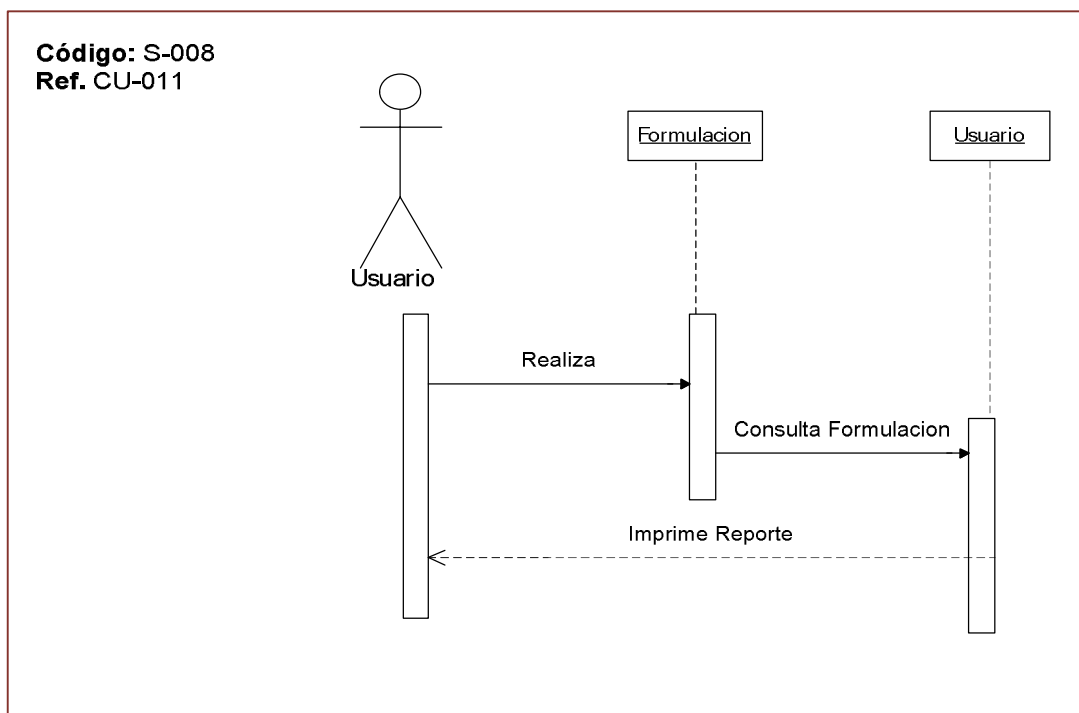 Código: S-008
Ref. CU-011
Formulacion
Usuario
Usuario
Realiza
Consulta Formulacion
Imprime Reporte